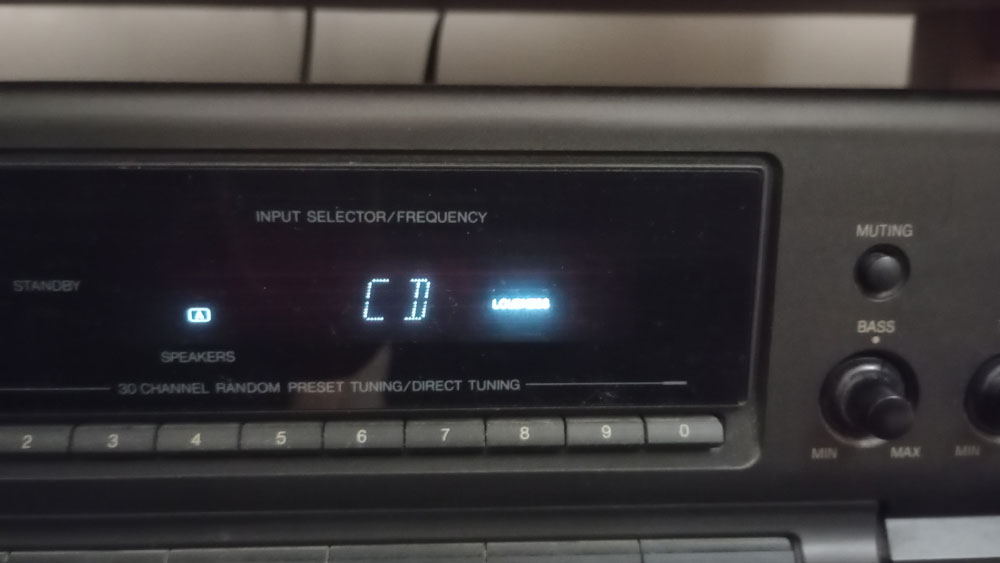 INPUT SELECTOR/FREQUENCY
MUTING
STANDBY
A
CD
LOUDNESS
BASS
SPEAKERS
30 CHANNEL RANDOM PRESET TUNING/DIRECT TUNING
2 3 4 5 6 7 8 9 0
MIN MAX MIN